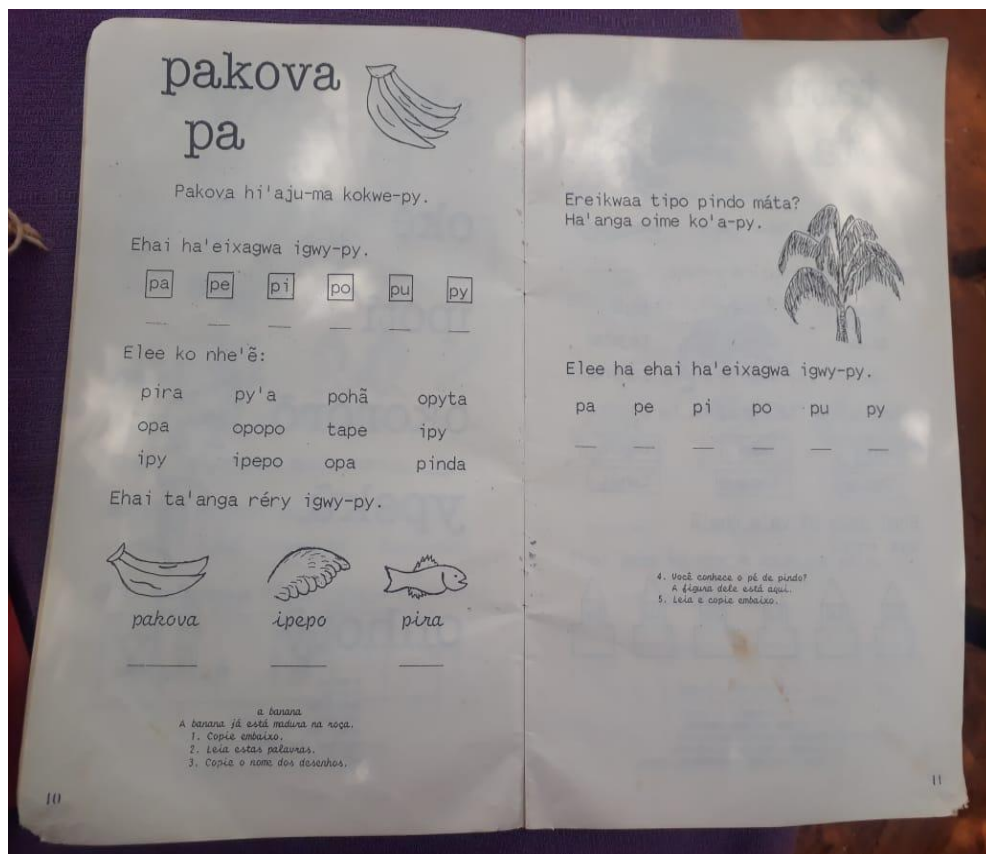 pakova
pa
Pakova hi'aju-ma kokwe-py.
Ehai ha'eixagwa igwy-py.
pa pe pi po pu py
Elee ko nhe'ẽ:
pira py'a pohã opyta
opa opopo tape ipy
ipy ipepo opa pinda
Ehai ta'anga réry igwy-py.
pakova ipepo pira
a banana
A banana já está madura na roça.
1. Copie embaixo.
2. Leia estas palavras.
3. Copie o nome dos desenhos.
10
Ereikwaa tipo pindo máta?
Ha'anga oime ko'a-py.
Elee ha ehai ha'eixagwa igwy-py.
pa pe pi po pu py
4. Você conhece o pé de pindo?
A figura dele está aqui.
5. Leia e copie embaixo.
11